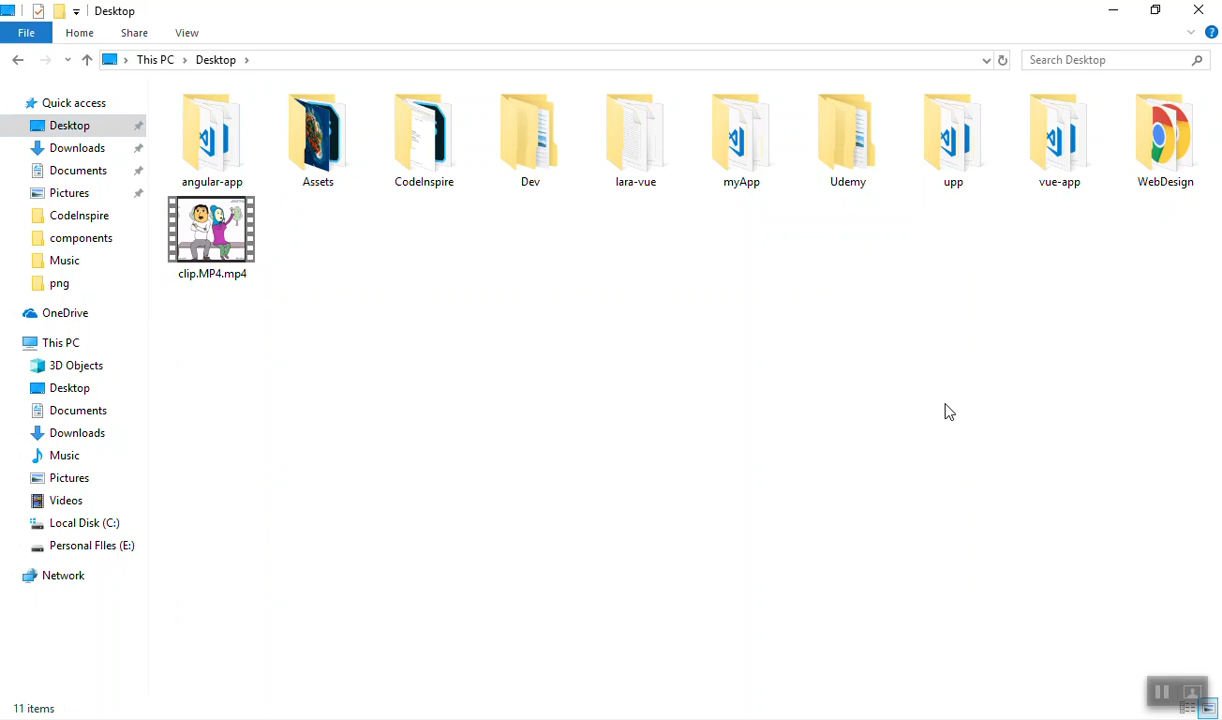 Desktop
File Home Share View
This PC Desktop
Search Desktop
Quick access
Desktop
Downloads
Documents
Pictures
CodeInspire
components
Music
png
OneDrive
This PC
3D Objects
Desktop
Documents
Downloads
Music
Pictures
Videos
Local Disk (C:)
Personal FIles (E:)
Network
angular-app Assets CodeInspire Dev lara-vue myApp Udemy upp vue-app WebDesign
clip.MP4.mp4
11 items